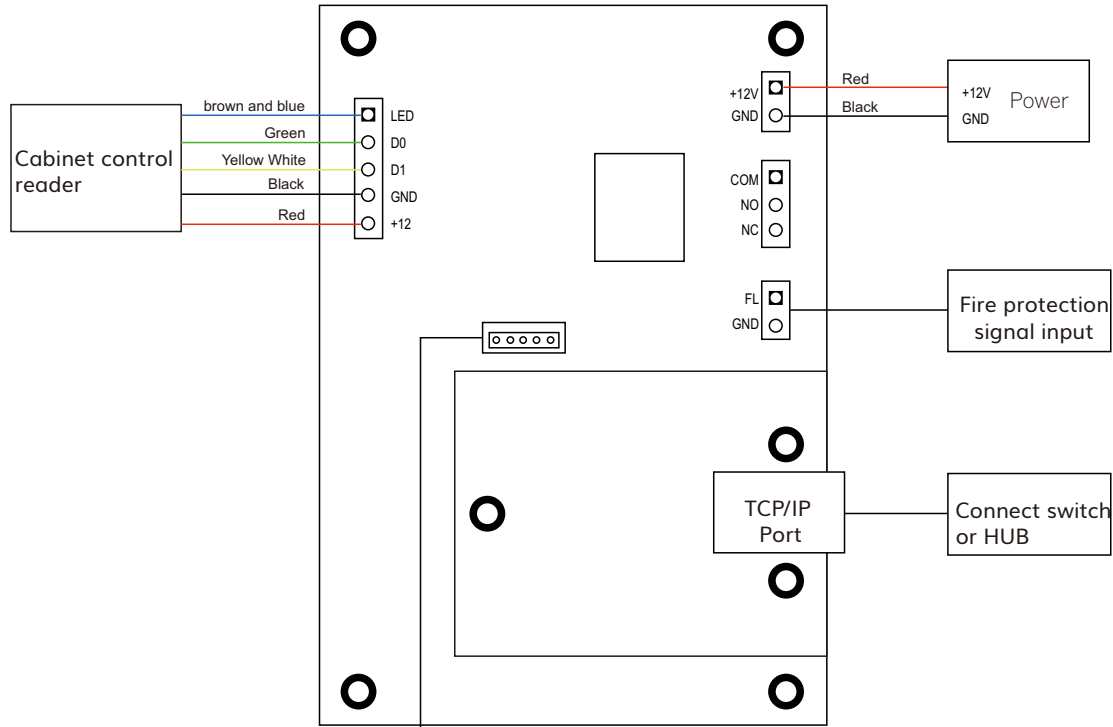 brown and blue
LED
Green
D0
Yellow White
D1
Black
GND
Red
+12
Cabinet control
reader
+12V
GND
Red
Black
+12V
GND
Power
COM
NO
NC
FL
GND
Fire protection
signal input
TCP/IP
Port
Connect switch
or HUB